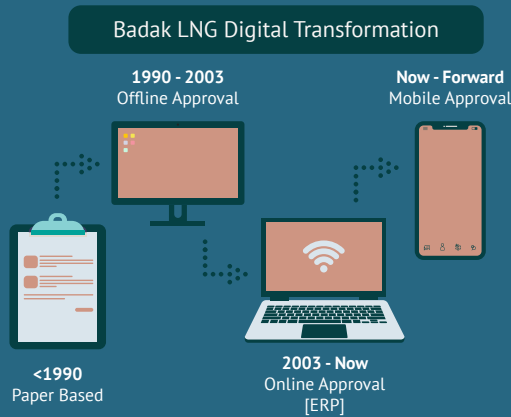 Badak LNG Digital Transformation
1990 - 2003
Offline Approval
Now - Forward
Mobile Approval
<1990
Paper Based
2003 - Now
Online Approval
[ERP]